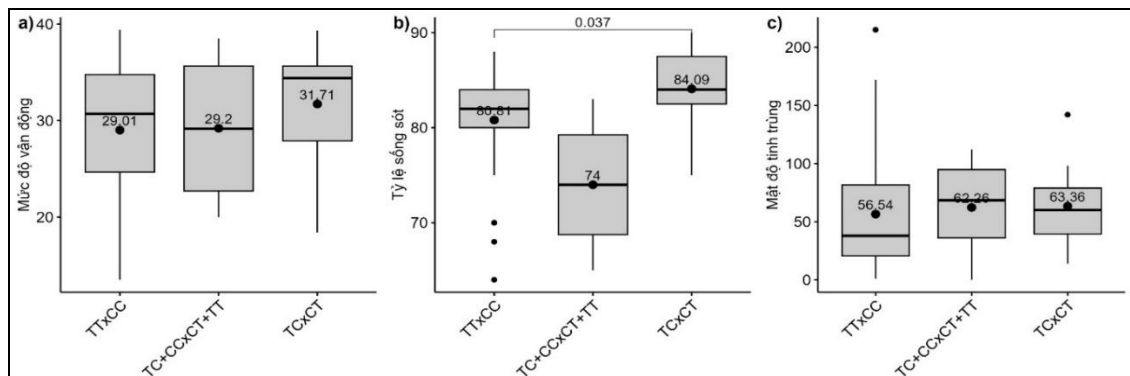 a)
Mức độ vận động
40
30
20
29,01
29.2
31,71
TTxCC
TC+CCxCT+TT
TCxCT
b)
Tỷ lệ sống sót
90
80
70
0.037
80,81
74
84,09
TTxCC
TC+CCxCT+TT
TCxCT
c)
Mật độ tinh trùng
200
150
100
50
0
56,54
62,26
63,36
TTxCC
TC+CCxCT+TT
TCxCT